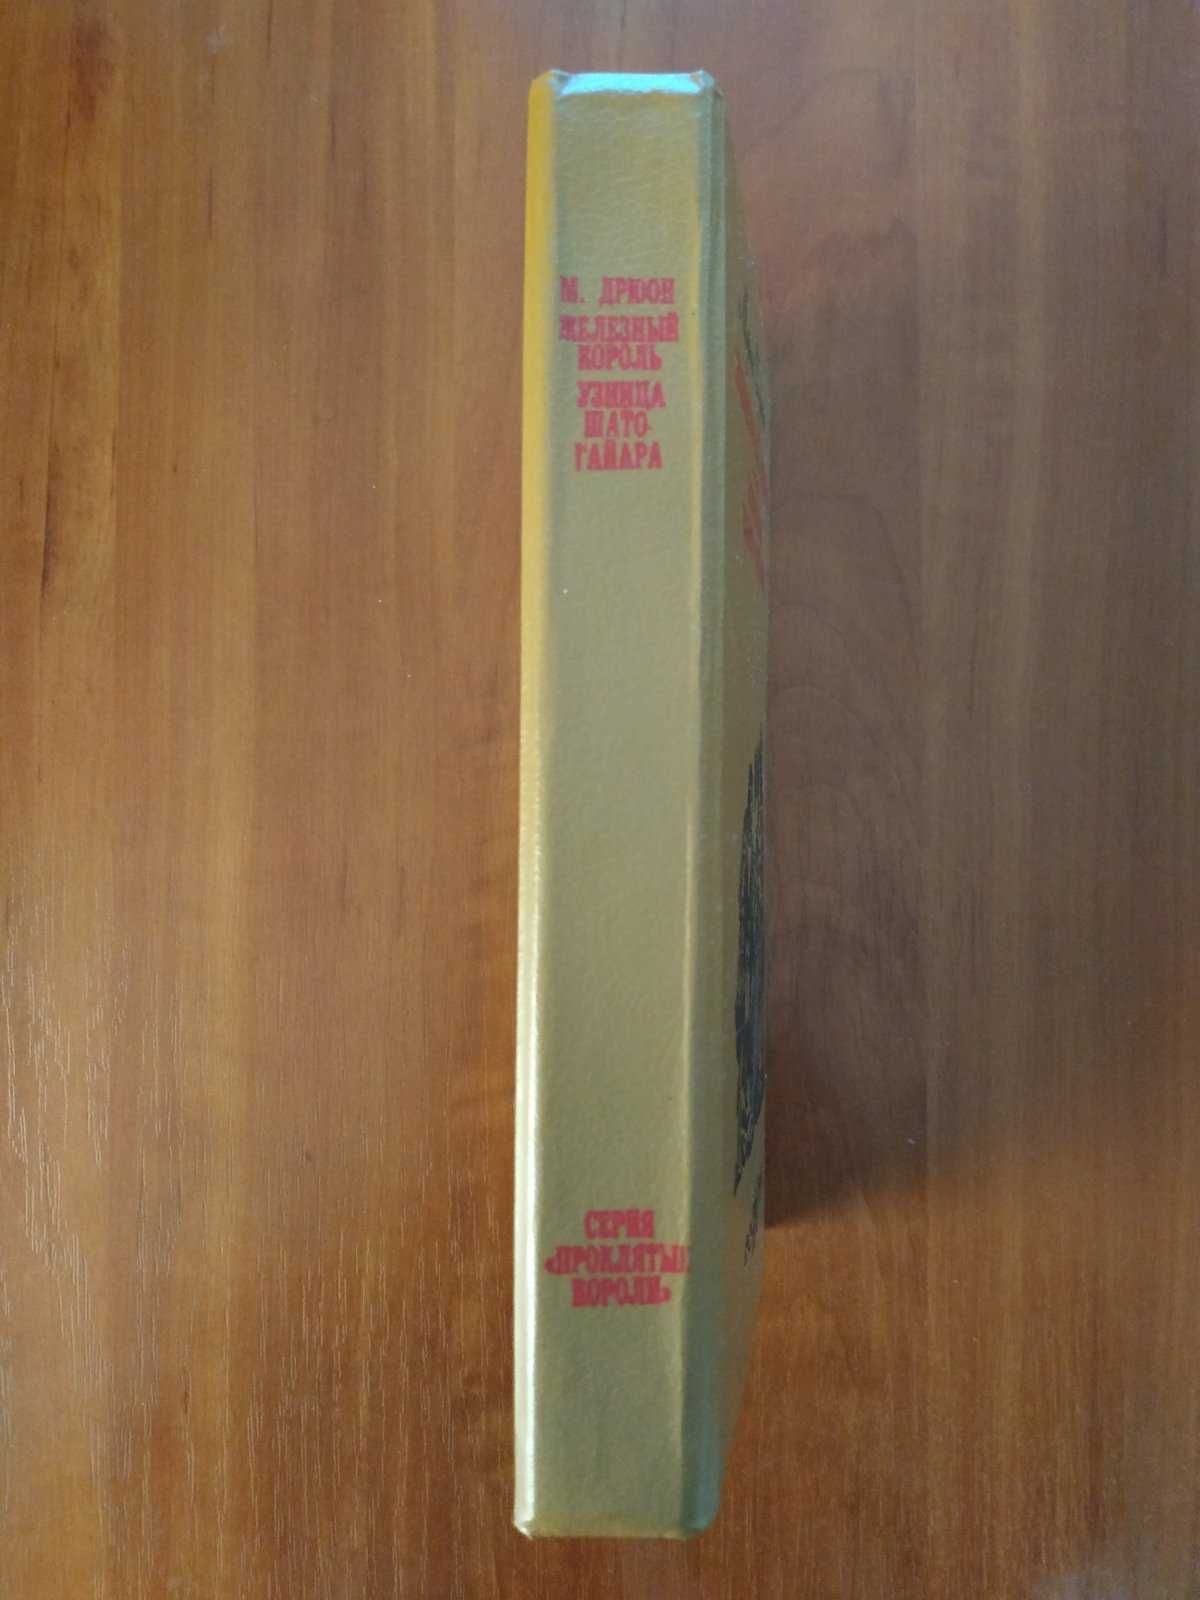 М. ДРЮОН
ЖЕЛЕЗНЫЙ
КОРОЛЬ
УЗНИЦА
ШАТО-
ГАЙАРА
СЕРИЯ
«ПРОКЛЯТЫЕ
КОРОЛИ»